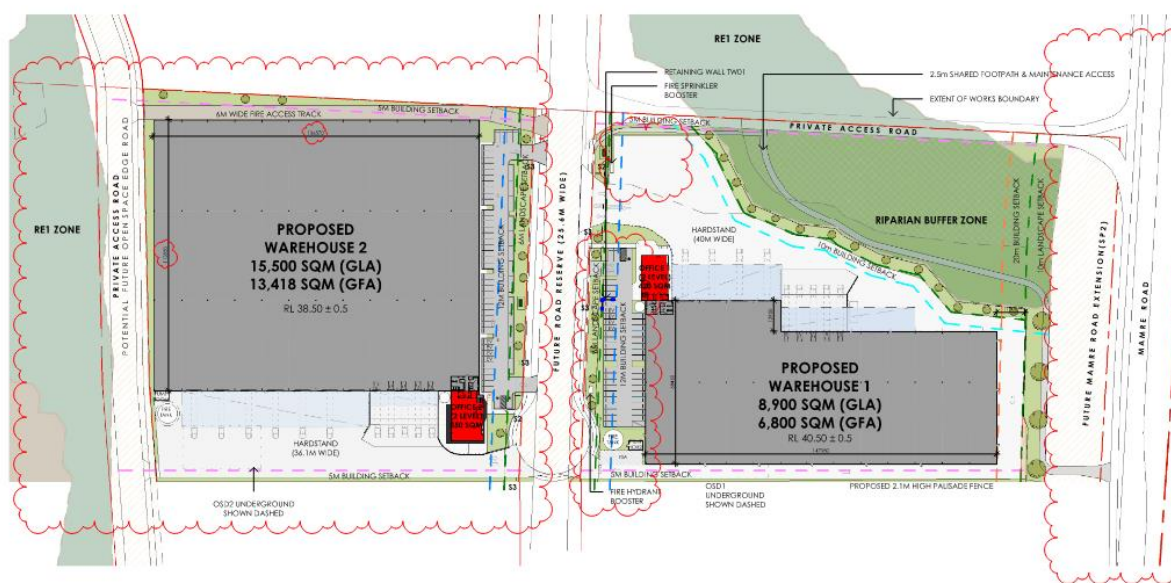 RE1 ZONE
RETAINING WALL TW01
FIRE SPRINKLER
BOOSTER
2.5m SHARED FOOTPATH & MAINTENANCE ACCESS
EXTENT OF WORKS BOUNDARY
5M BUILDING SETBACK
6M WIDE FIRE ACCESS TRACK
5M BUILDING SETBACK
PRIVATE ACCESS ROAD
RE1 ZONE
PRIVATE ACCESS ROAD
POTENTIAL FUTURE OPEN SPACE EDGE ROAD
PROPOSED
WAREHOUSE 2
15,500 SQM (GLA)
13,418 SQM (GFA)
RL 38.50 ± 0.5
12M BUILDING SETBACK
6M LANDSCAPE SETBACK
FUTURE ROAD RESERVE (25.6M WIDE)
HARDSTAND
(40M WIDE)
RIPARIAN BUFFER ZONE
10m BUILDING SETBACK
20m BUILDING SETBACK
10m LANDSCAPE SETBACK
FUTURE MAMRE ROAD EXTENSION(SP2)
MAMRE ROAD
12M BUILDING SETBACK
PROPOSED
WAREHOUSE 1
8,900 SQM (GLA)
6,800 SQM (GFA)
RL 40.50 ± 0.5
HARDSTAND
(36.1M WIDE)
S3
S3
S3
5M BUILDING SETBACK
5M BUILDING SETBACK
OSD2 UNDERGROUND
SHOWN DASHED
FIRE HYDRANT
BOOSTER
OSD1
UNDERGROUND
SHOWN DASHED
PROPOSED 2.1M HIGH PALISADE FENCE